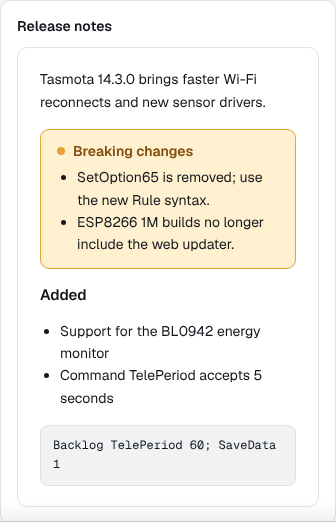 Release notes
Tasmota 14.3.0 brings faster Wi-Fi
reconnects and new sensor drivers.
Breaking changes
• SetOption65 is removed; use
the new Rule syntax.
• ESP8266 1M builds no longer
include the web updater.
Added
• Support for the BL0942 energy
monitor
• Command TelePeriod accepts 5
seconds
Backlog TelePeriod 60; SaveData
1